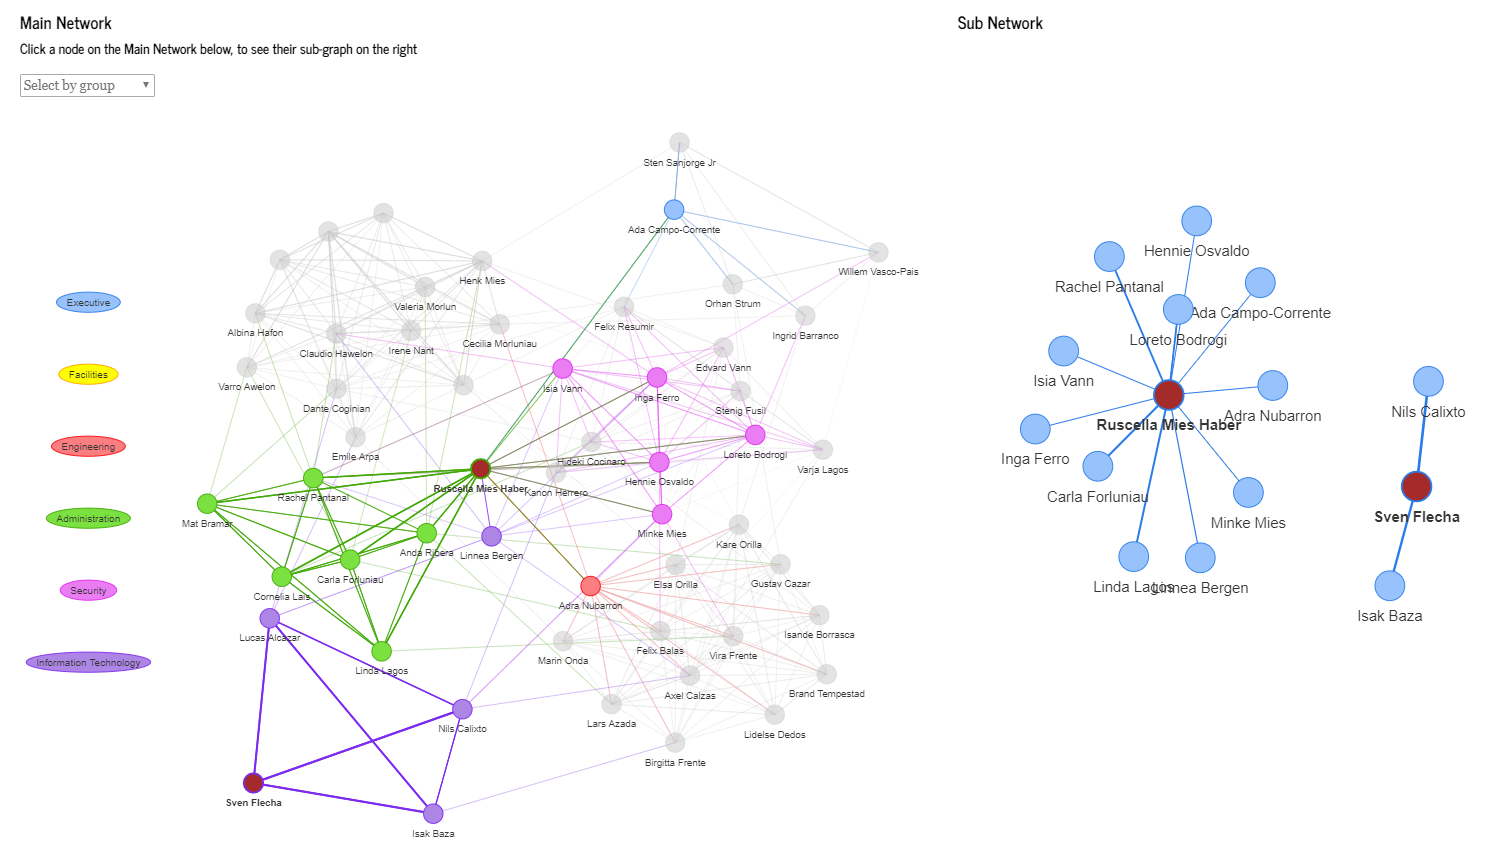 Main Network
Sub Network
Click a node on the Main Network below, to see their sub-graph on the right
Select by group
Sten Sanjorge Jr
Ada Campo-Corrente
Willem Vasco-Pais
Henk Mies
Orhan Strum
Valeria Morlun
Felix Resumir
Ingrid Barranco
Albina Hafon
Claudio Hawelon
Irene Nant
Cecilia Morluniau
Edvard Vann
Varro Awelon
Isia Vann
Inga Ferro
Dante Coginian
Stenig Fusil
Emile Arpa
Hideki Cocinaro
Loreto Bodrogi
Varja Lagos
Rachel Pantanal
Ruscella Mies Haber
Kanon Herrero
Hennie Osvaldo
Mat Bramar
Anda Ribera
Linnea Bergen
Minke Mies
Kare Orilla
Carla Forluniau
Cornelia Lais
Elsa Orilla
Gustav Cazar
Adra Nubarron
Lucas Alcazar
Isande Borrasca
Linda Lagos
Marin Onda
Felix Balas
Vira Frente
Axel Calzas
Brand Tempestad
Nils Calixto
Lars Azada
Lidelse Dedos
Birgitta Frente
Sven Flecha
Isak Baza
Executive
Facilities
Engineering
Administration
Security
Information Technology
Hennie Osvaldo
Rachel Pantanal
Ada Campo-Corrente
Loreto Bodrogi
Isia Vann
Adra Nubarron
Ruscella Mies Haber
Inga Ferro
Carla Forluniau
Minke Mies
Linda Lagos
Linnea Bergen
Nils Calixto
Sven Flecha
Isak Baza